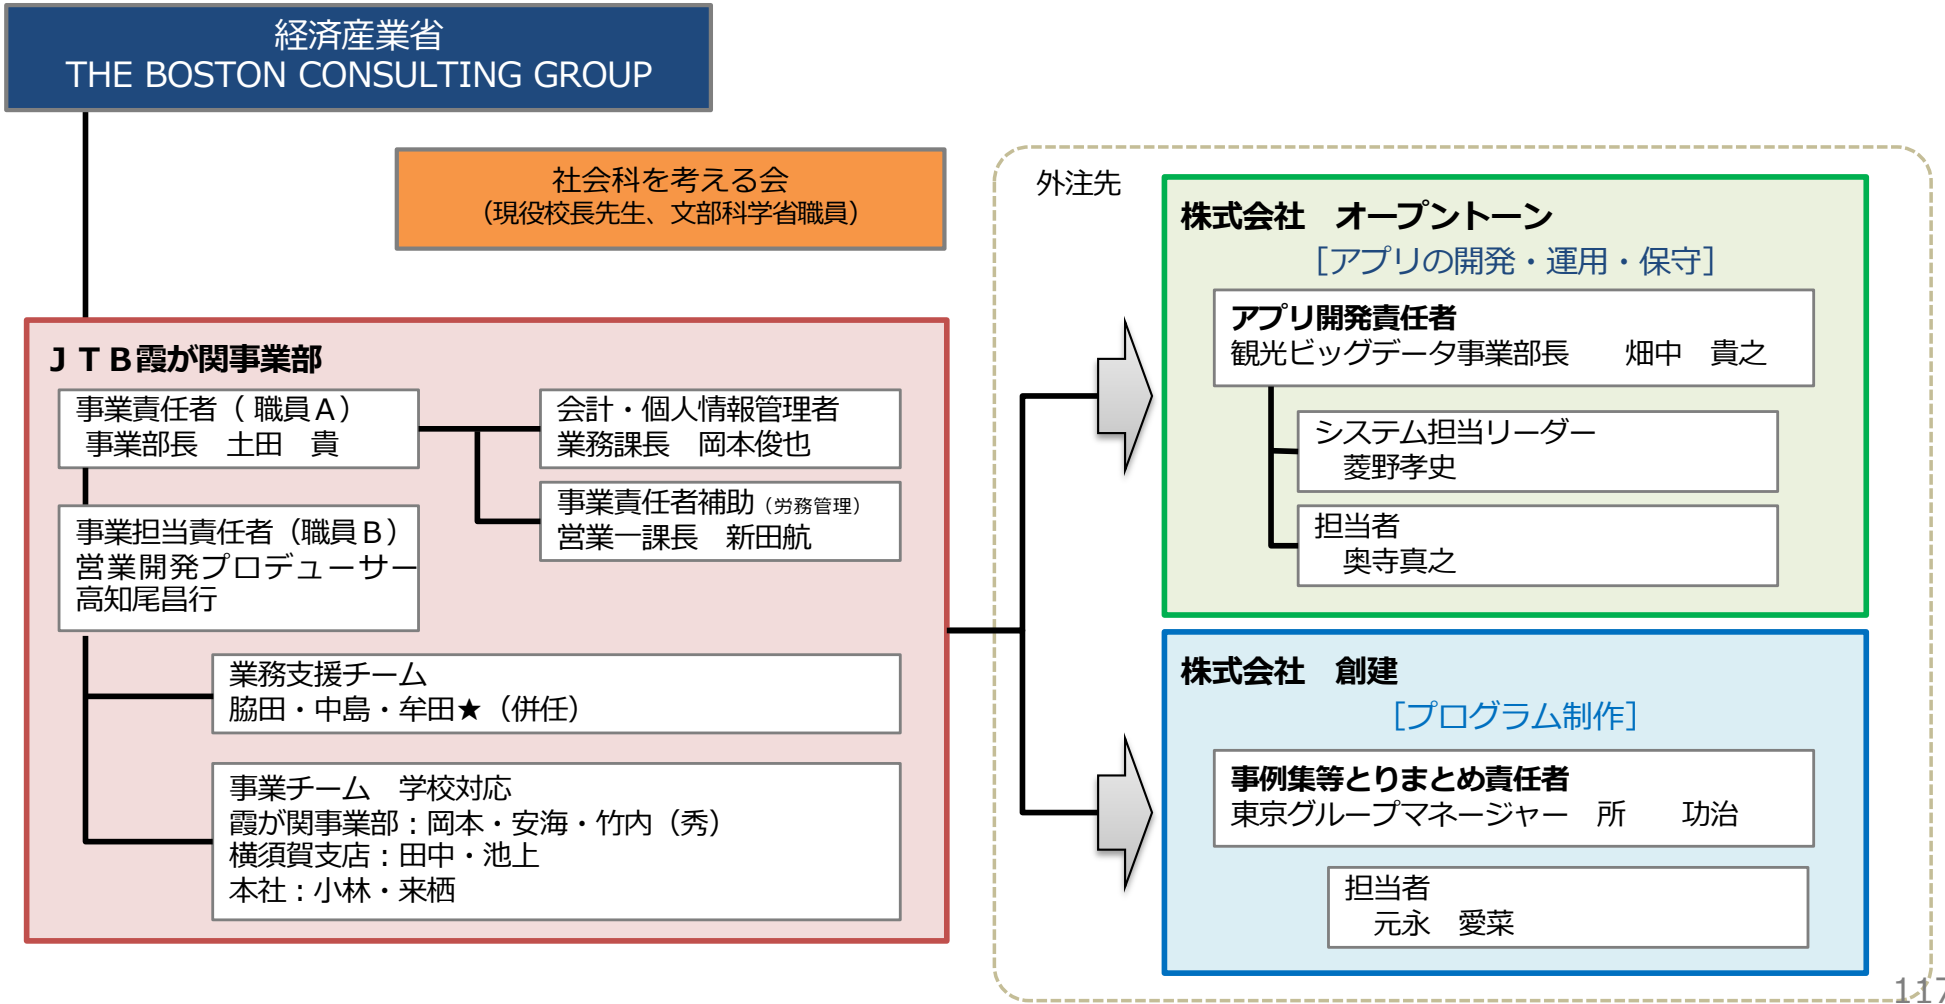 経済産業省
THE BOSTON CONSULTING GROUP
社会科を考える会
（現役校長先生、文部科学省職員）
ＪＴＢ霞が関事業部
事業責任者（ 職員Ａ）
事業部長　土田　貴
会計・個人情報管理者
業務課長　岡本俊也
事業責任者補助（労務管理）
営業一課長　新田航
事業担当責任者（職員Ｂ）
営業開発プロデューサー
高知尾昌行
業務支援チーム
脇田・中島・牟田★（併任）
事業チーム　学校対応
霞が関事業部：岡本・安海・竹内（秀）
横須賀支店：田中・池上
本社：小林・来栖
外注先
株式会社　オープントーン
［アプリの開発・運用・保守］
アプリ開発責任者
観光ビッグデータ事業部長　　畑中　貴之
システム担当リーダー
菱野孝史
担当者
奥寺真之
株式会社　創建
［プログラム制作］
事例集等とりまとめ責任者
東京グループマネージャー　所　　功治
担当者
元永　愛菜
117